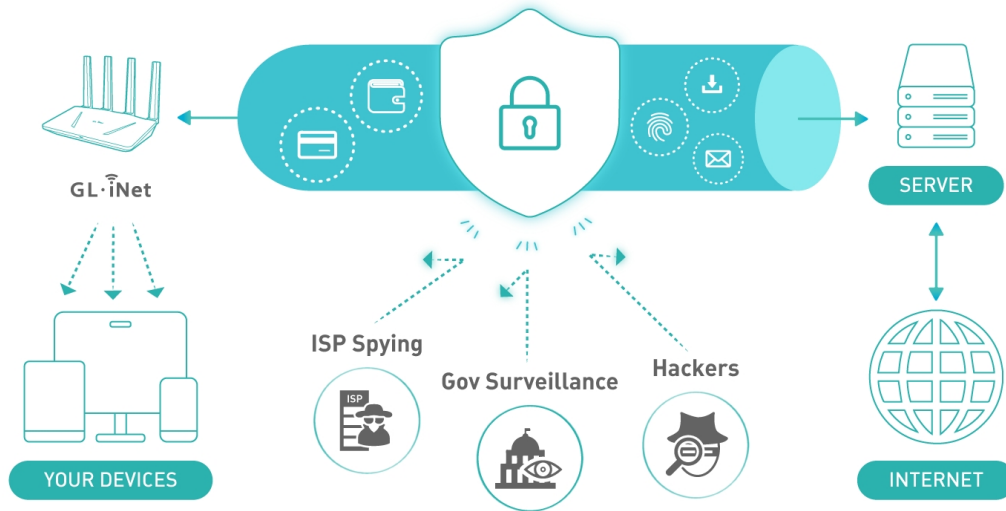 GL·iNet
SERVER
ISP Spying
Gov Surveillance
Hackers
ISP
YOUR DEVICES
INTERNET